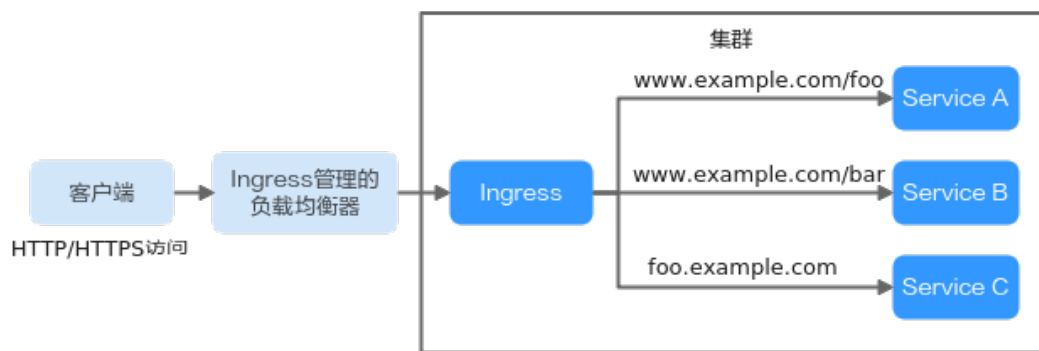 集群
www.example.com/foo
Service A
客户端
Ingress管理的
负载均衡器
Ingress
www.example.com/bar
Service B
HTTP/HTTPS访问
foo.example.com
Service C